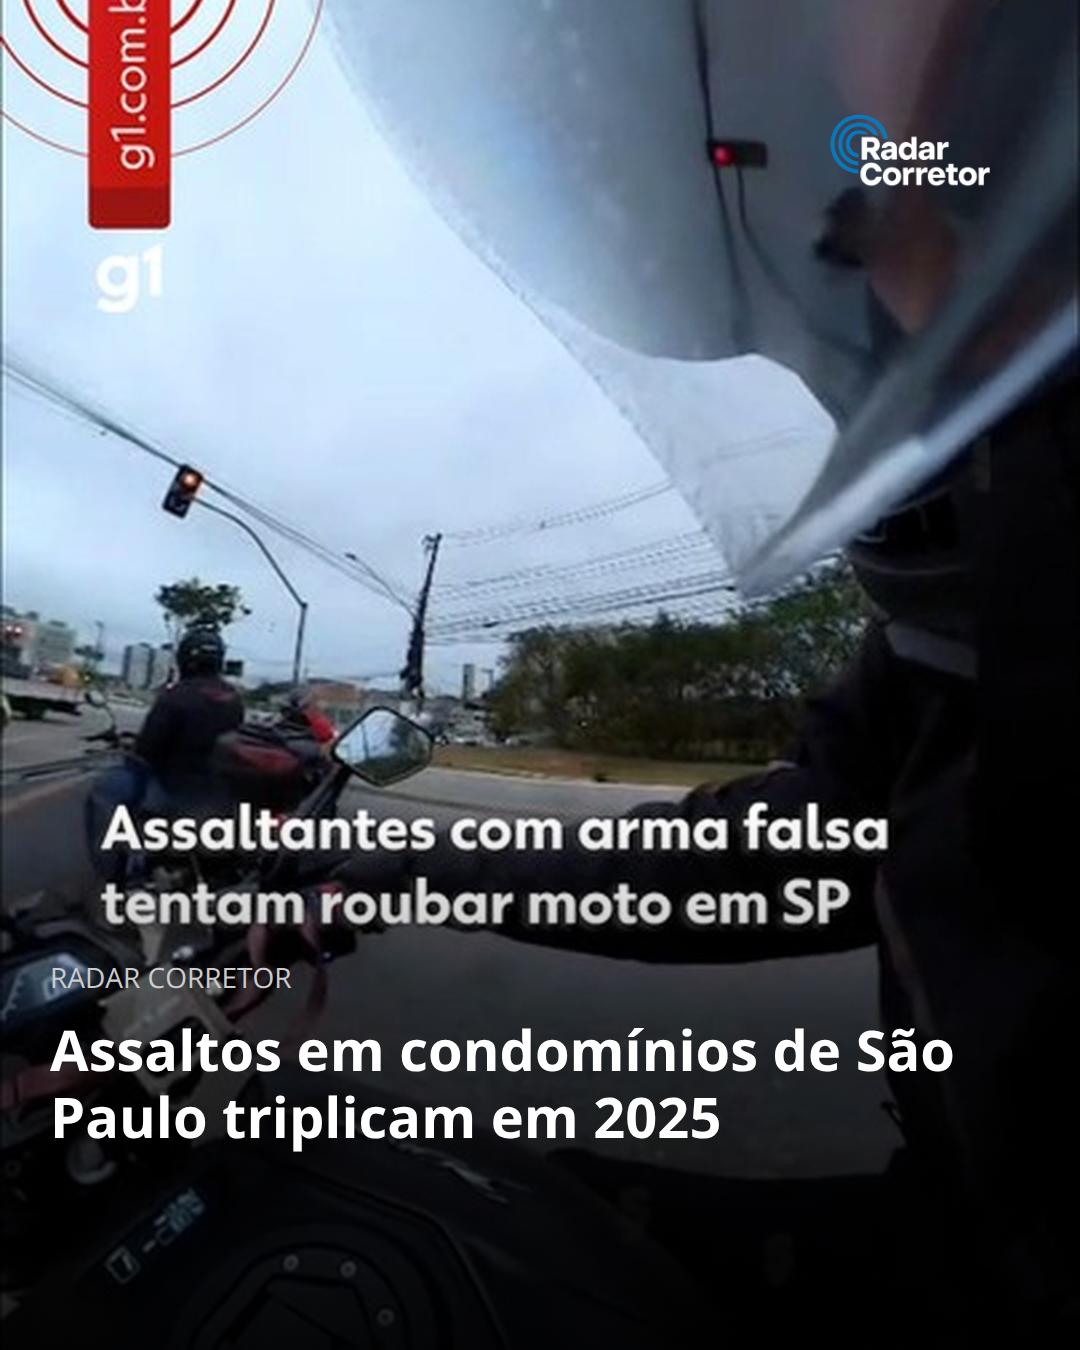 g1.com.b
Radar
Corretor
g1
Assaltantes com arma falsa
tentam roubar moto em SP
RADAR CORRETOR
Assaltos em condomínios de São
Paulo triplicam em 2025